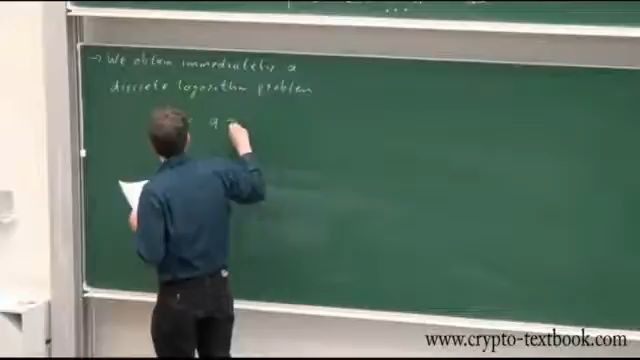 → We obtain immediately a
discrete logarithm problem
www.crypto-textbook.com